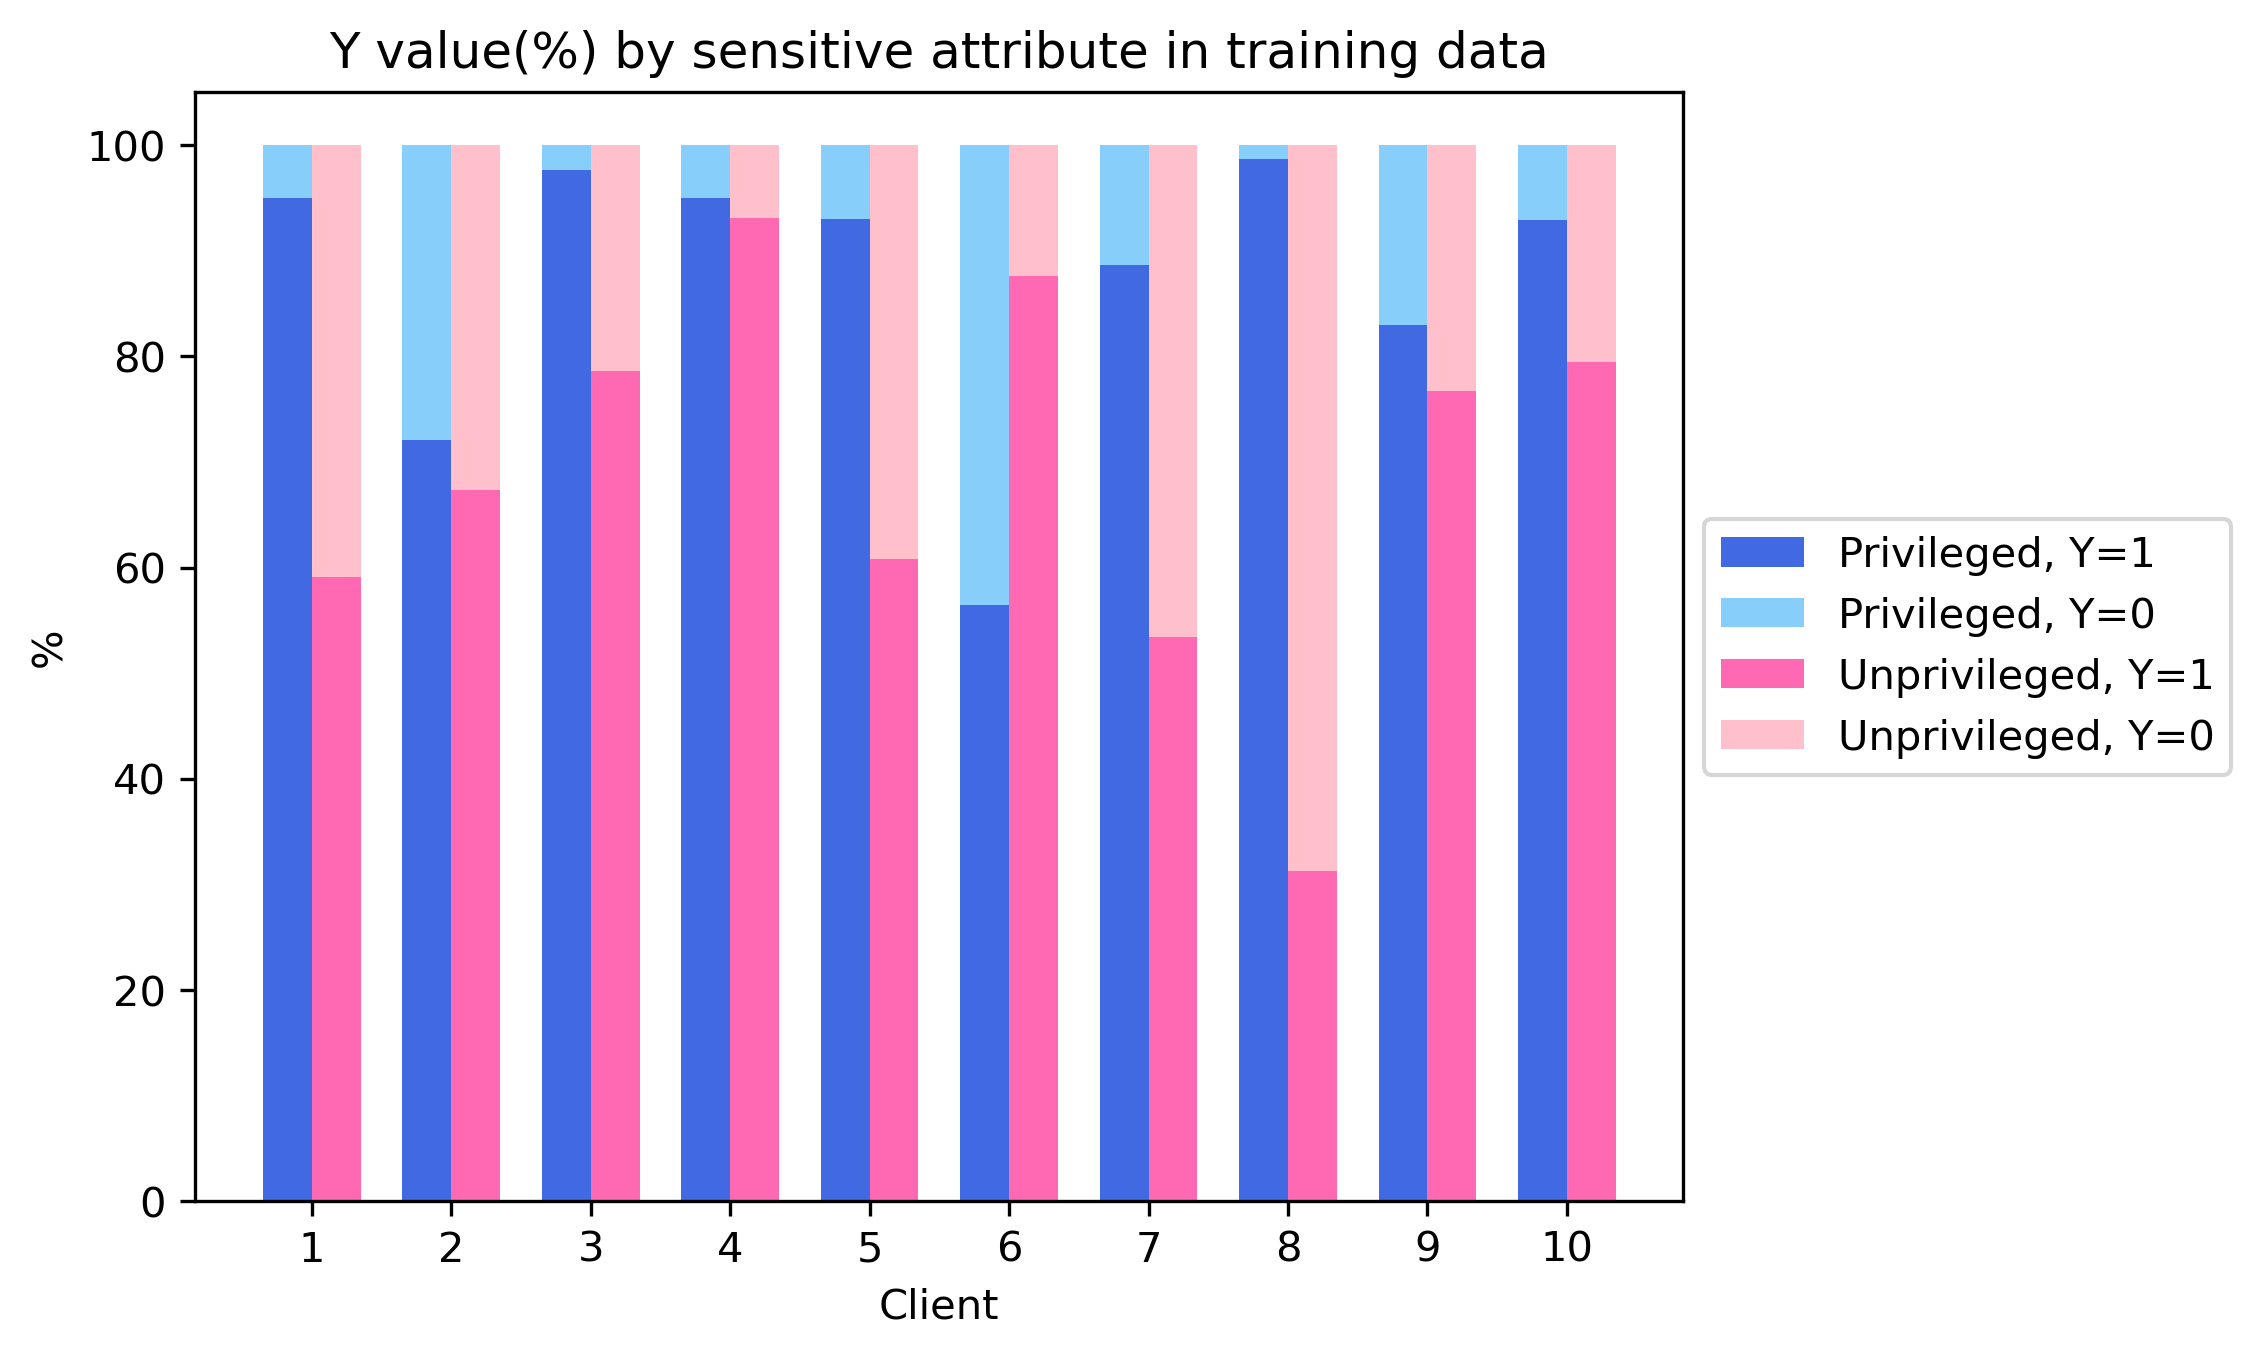 Y value(%) by sensitive attribute in training data
100
80
60
40
20
0
%
1 2 3 4 5 6 7 8 9 10
Client
Privileged, Y=1
Privileged, Y=0
Unprivileged, Y=1
Unprivileged, Y=0